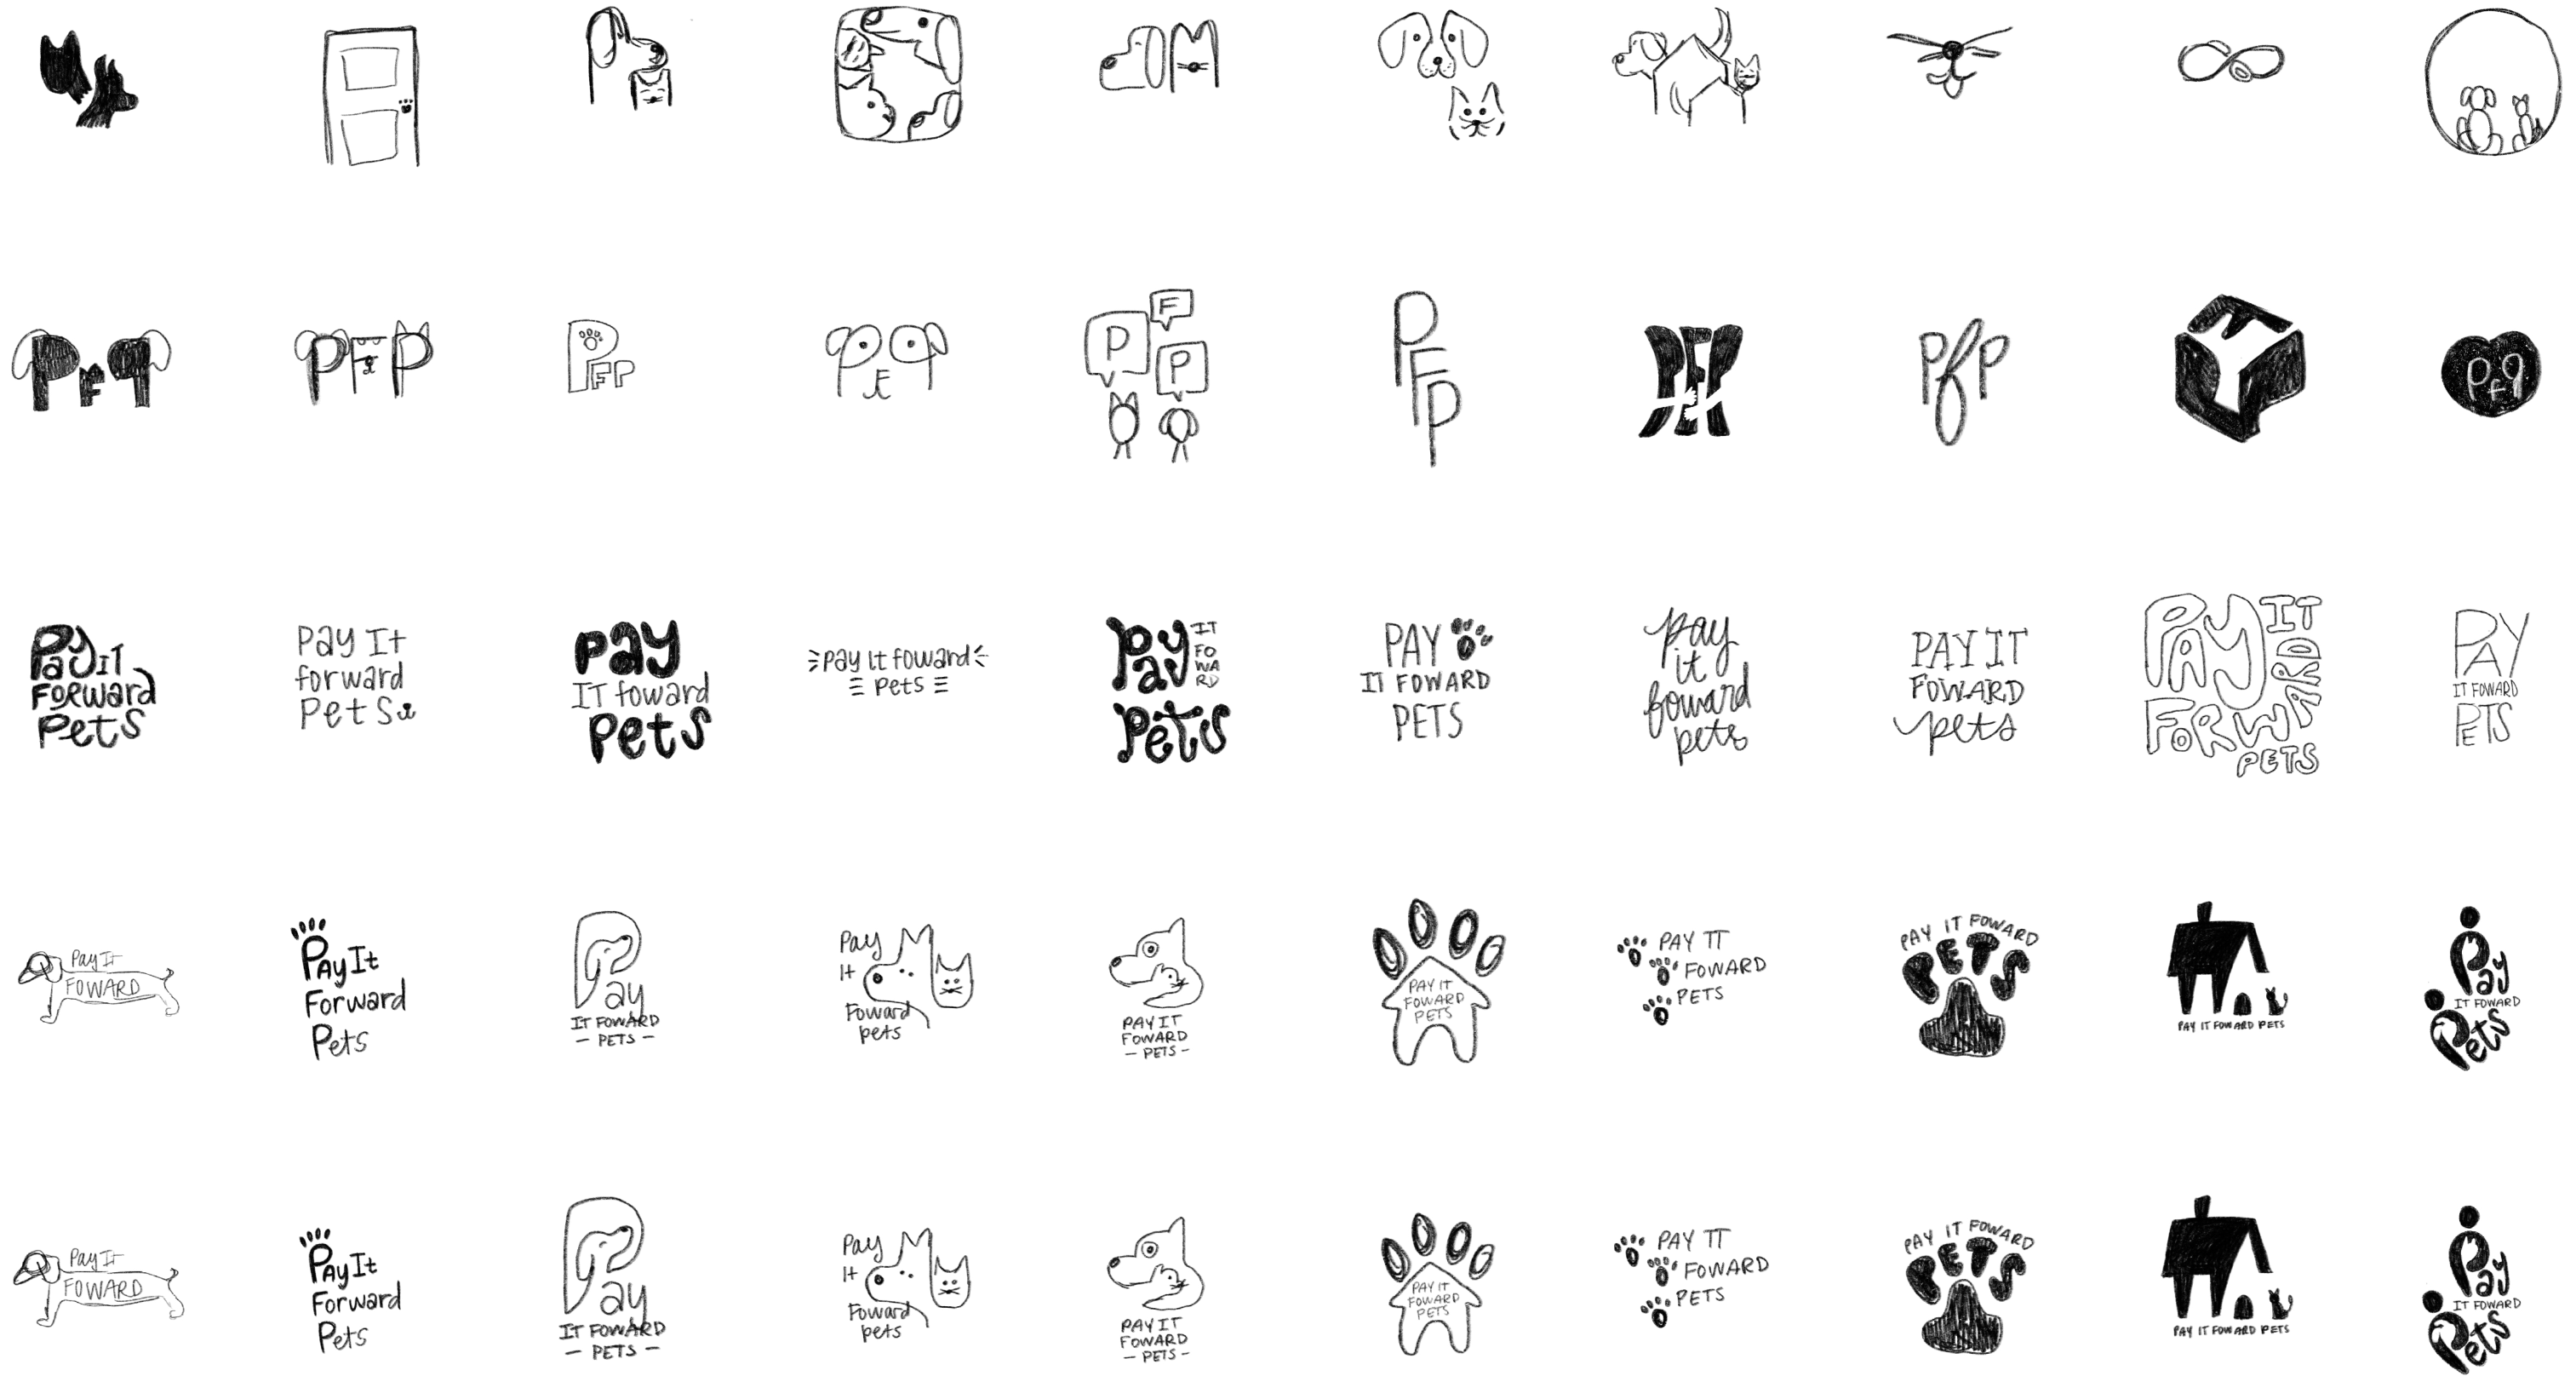 PFP
PFP
PFP
PFP
F
P
P
PFP
PFP
PfP
PFP
PAY IT
FORWARD
Pets
Pay It
forward
Pets
Pay
IT foward
Pets
Pay It foward
Pets
Pay IT
FO
WA
RD
Pets
PAY
IT FOWARD
PETS
pay
it
foward
pets
PAY IT
FOWARD
pets
PAY IT
FORWARD
PETS
PAY
IT FOWARD
PETS
Pay It
FOWARD
PAy It
Forward
Pets
Pay
IT FOWARD
- PETS -
Pay
It
Foward
pets
PAY IT
FOWARD
- PETS -
PAY IT
FOWARD
PETS
PAY IT
FOWARD
PETS
PAY IT FOWARD
PETS
PAY IT FOWARD PETS
Pay
IT FOWARD
Pets
Pay It
FOWARD
PAy It
Forward
Pets
Pay
IT FOWARD
- PETS -
Pay
It
Foward
pets
PAY IT
FOWARD
- PETS -
PAY IT
FOWARD
PETS
PAY IT
FOWARD
PETS
PAY IT FOWARD
PETS
PAY IT FOWARD PETS
Pay
IT FOWARD
Pets